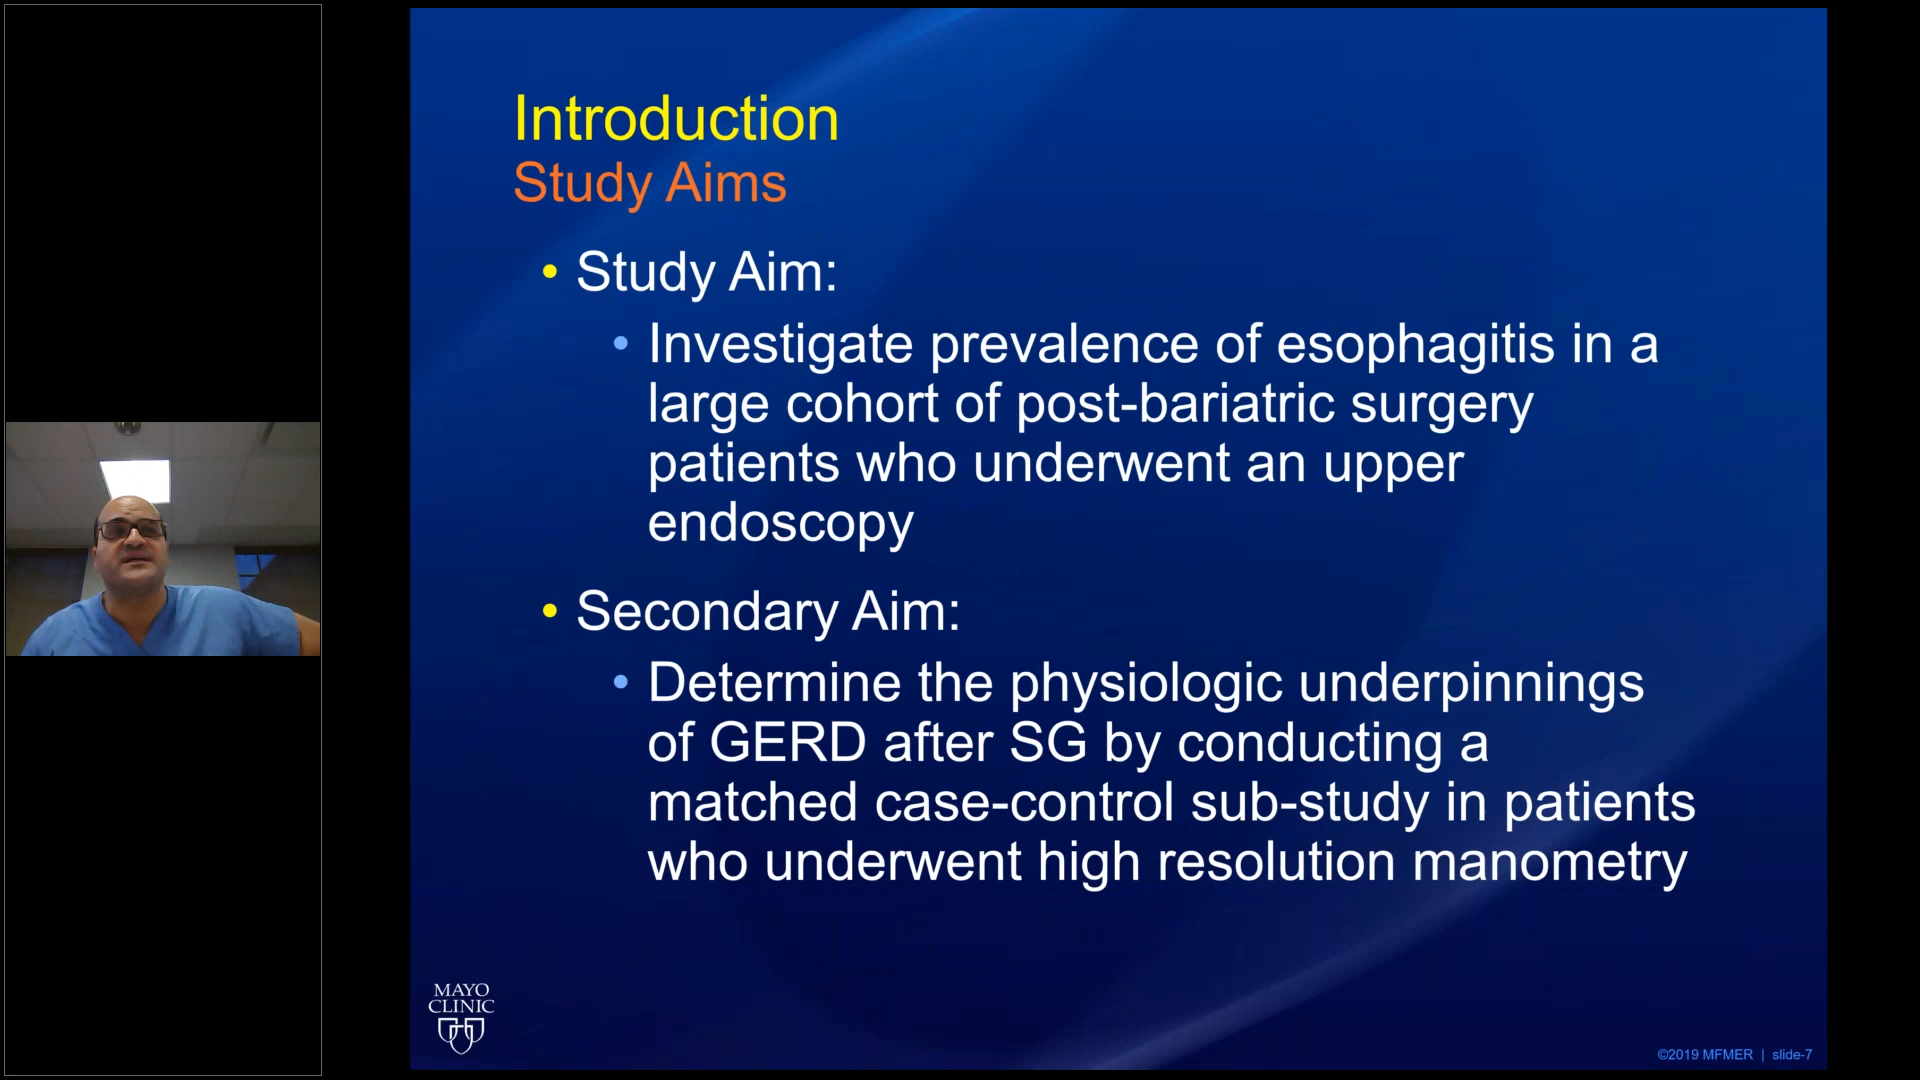 Introduction
Study Aims
• Study Aim:
• Investigate prevalence of esophagitis in a
large cohort of post-bariatric surgery
patients who underwent an upper
endoscopy
• Secondary Aim:
• Determine the physiologic underpinnings
of GERD after SG by conducting a
matched case-control sub-study in patients
who underwent high resolution manometry
MAYO
CLINIC
©2019 MFMER | slide-7